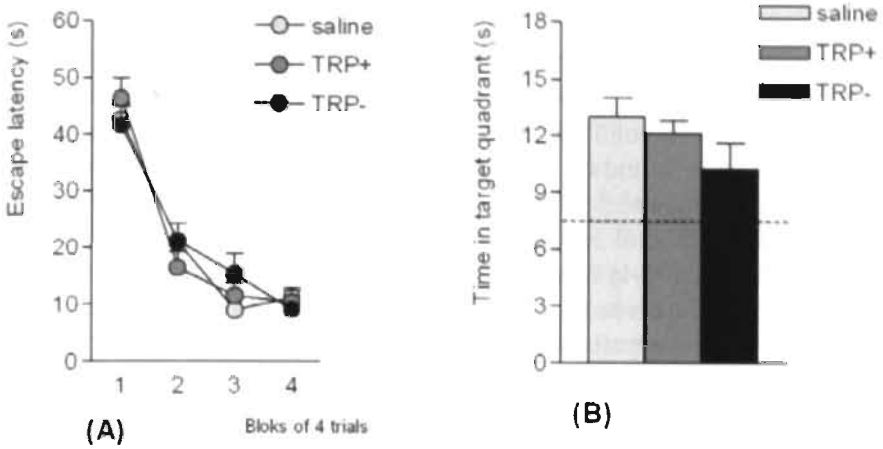 60
50
40
30
20
10
0
Escape latency (s)
saline
TRP+
TRP-
1 2 3 4
(A)
Bloks of 4 trials
18
15
12
9
6
3
0
Time in target quadrant (s)
saline
TRP+
TRP-
(B)